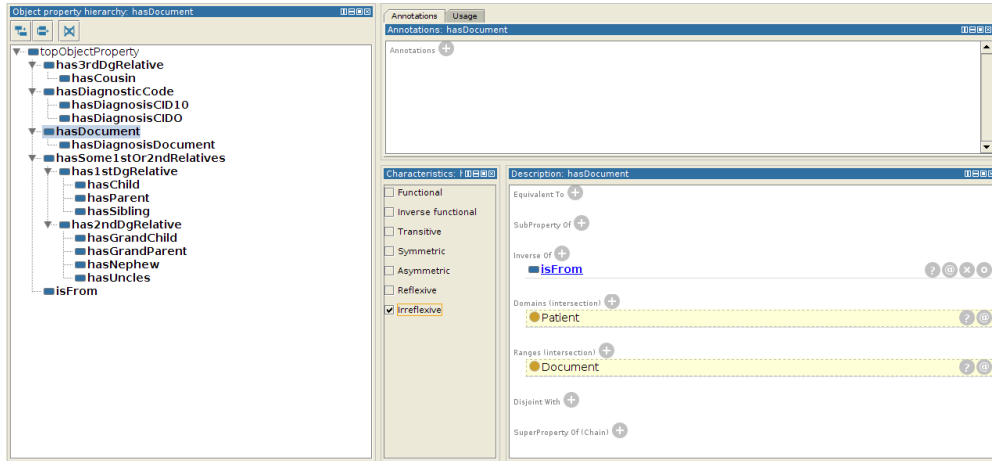 Object property hierarchy: hasDocument
topObjectProperty
has3rdDgRelative
hasCousin
hasDiagnosticCode
hasDiagnosisCID10
hasDiagnosisCIDO
hasDocument
hasDiagnosisDocument
hasSome1stOr2ndRelatives
has1stDgRelative
hasChild
hasParent
hasSibling
has2ndDgRelative
hasGrandChild
hasGrandParent
hasNephew
hasUncles
isFrom
Annotations Usage
Annotations: hasDocument
Annotations
Characteristics:
Functional
Inverse functional
Transitive
Symmetric
Asymmetric
Reflexive
Irreflexive
Description: hasDocument
Equivalent To
SubProperty Of
Inverse Of
isFrom
Domains (intersection)
Patient
Ranges (intersection)
Document
Disjoint With
SuperProperty Of (Chain)